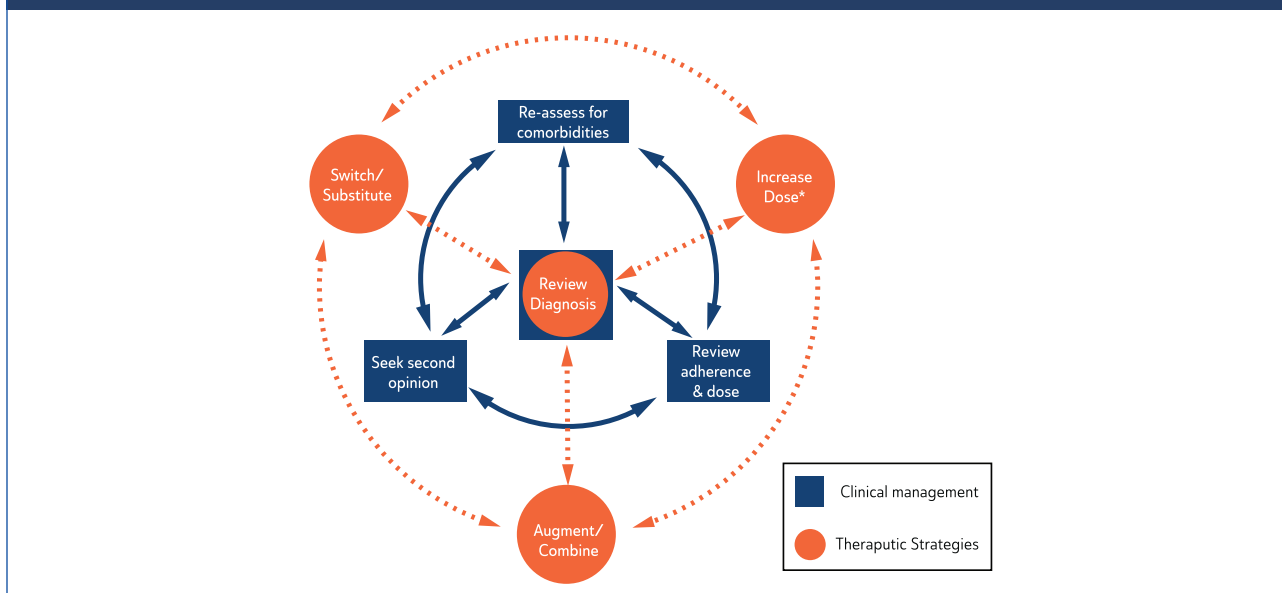 Re-assess for
comorbidities
Switch/
Substitute
Increase
Dose*
Review
Diagnosis
Seek second
opinion
Review
adherence
& dose
Augment/
Combine
Clinical management
Theraputic Strategies